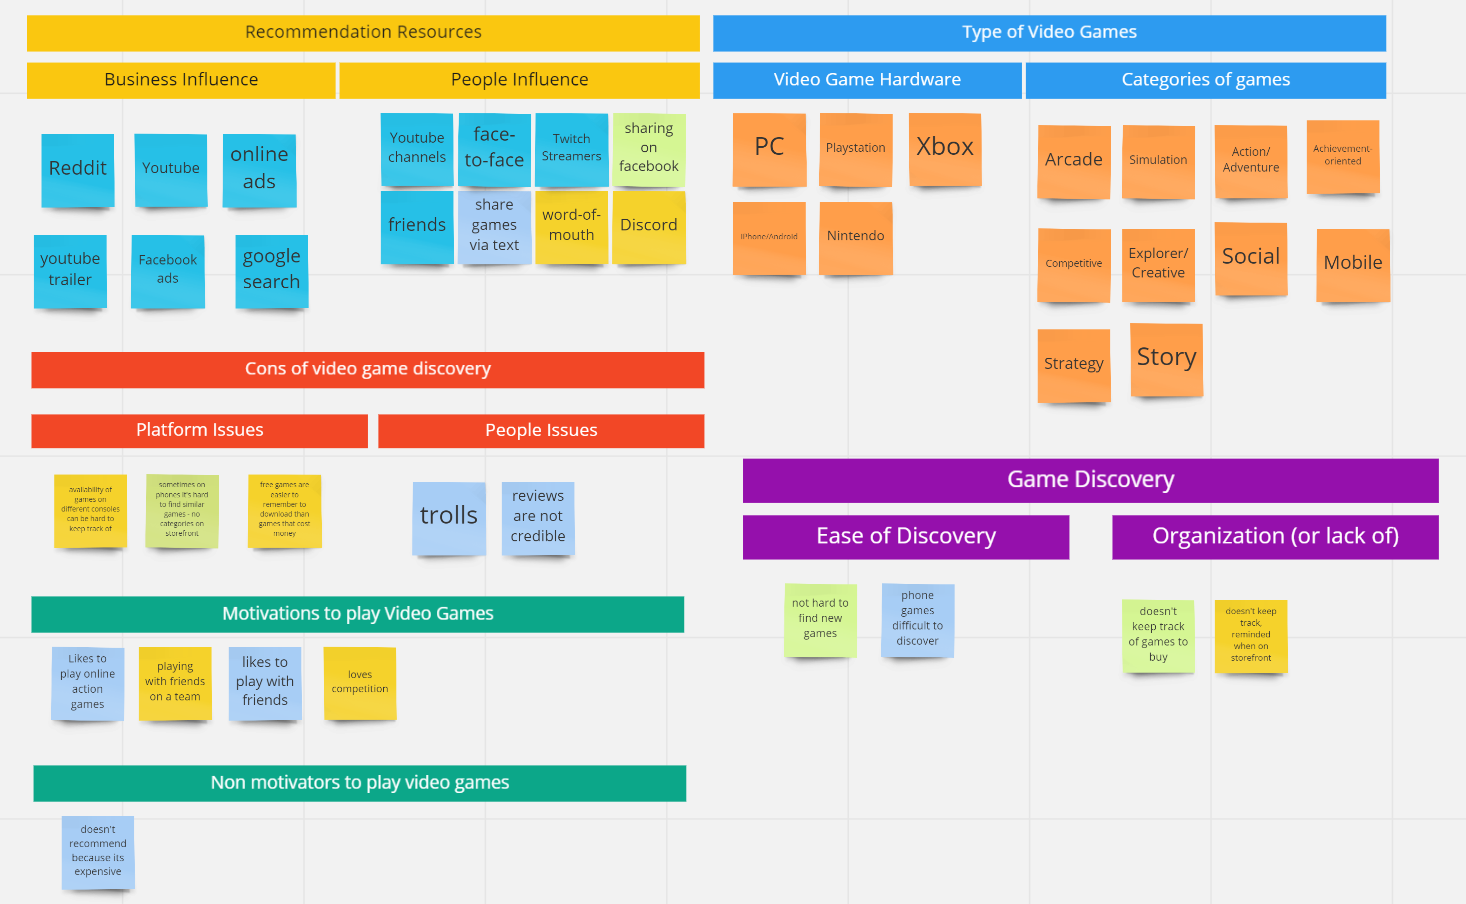 Recommendation Resources
Business Influence
People Influence
Reddit
Youtube
online
ads
youtube
trailer
Facebook
ads
google
search
Youtube
channels
face-
to-face
Twitch
Streamers
sharing
on
facebook
friends
share
games
via text
word-of-
mouth
Discord
Type of Video Games
Video Game Hardware
Categories of games
PC
Playstation
Xbox
iPhone/Android
Nintendo
Arcade
Simulation
Action/
Adventure
Achievement-
oriented
Competitive
Explorer/
Creative
Social
Mobile
Strategy
Story
Cons of video game discovery
Platform Issues
People Issues
availability of
games on
different consoles
can be hard to
keep track of
sometimes on
phones it's hard
to find similar
games - no
categories on
storefront
free games are
easier to
remember to
download than
games that cost
money
trolls
reviews
are not
credible
Game Discovery
Ease of Discovery
Organization (or lack of)
not hard to
find new
games
phone
games
difficult to
discover
doesn't
keep track
of games to
buy
doesn't keep
track,
reminded
when on
storefront
Motivations to play Video Games
Likes to
play online
action
games
playing
with friends
on a team
likes to
play with
friends
loves
competition
Non motivators to play video games
doesn't
recommend
because its
expensive